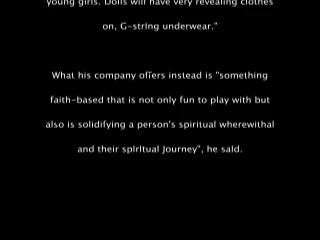 young girls. Dolls will have very revealing clothes
on, G-string underwear."
What his company offers instead is "something
faith-based that is not only fun to play with but
also is solidifying a person's spiritual wherewithal
and their spiritual journey", he said.